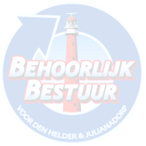 BEHOORLIJK
BESTUUR
VOOR DEN HELDER & JULIANADORP